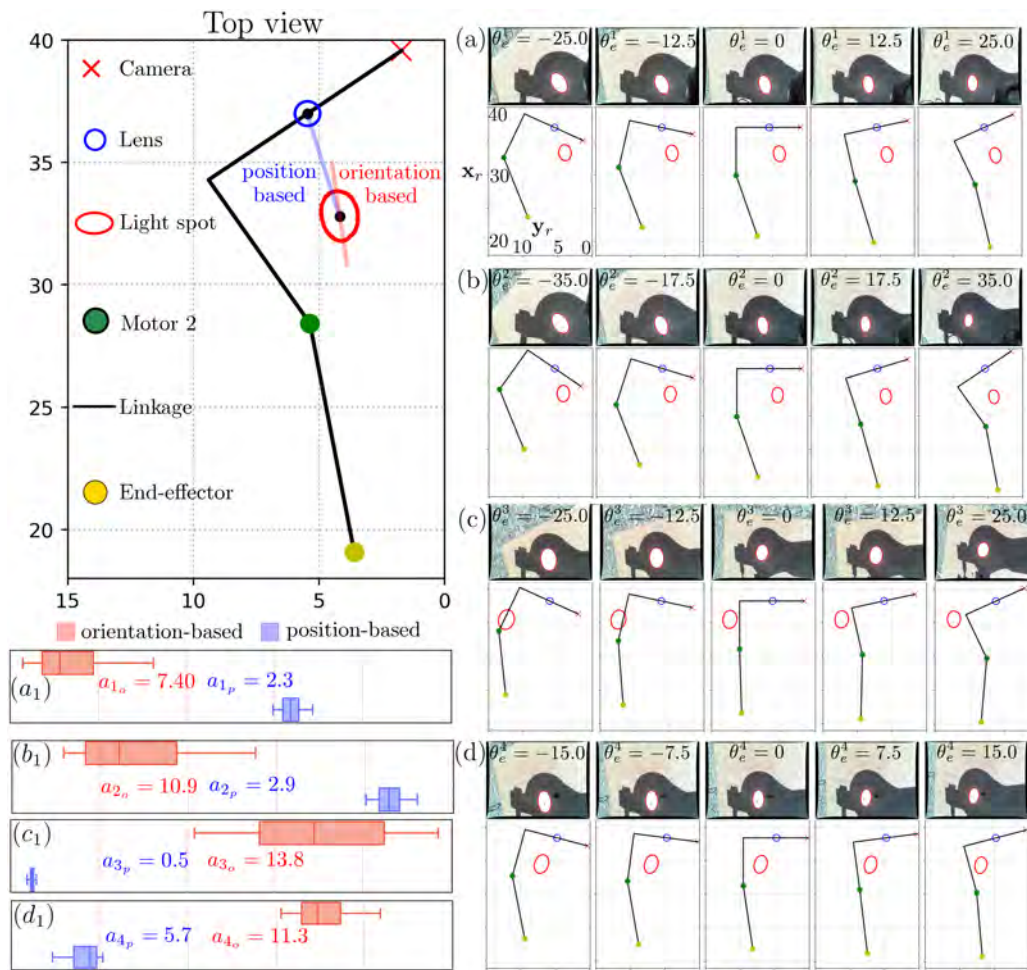 Top view
40
35
30
25
20
15
10
5
0
Camera
Lens
Light spot
Motor 2
Linkage
End-effector
position
based
orientation
based
orientation-based
position-based
(a₁)
a₁ₒ = 7.40 a₁ₚ = 2.3
(b₁)
a₂ₒ = 10.9 a₂ₚ = 2.9
(c₁)
a₃ₚ = 0.5 a₃ₒ = 13.8
(d₁)
a₄ₚ = 5.7 a₄ₒ = 11.3
(a)
θₑ¹ = −25.0 θₑ¹ = −12.5 θₑ¹ = 0 θₑ¹ = 12.5 θₑ¹ = 25.0
40
xᵣ
30
20
yᵣ
10 5 0
(b)
θₑ² = −35.0 θₑ² = −17.5 θₑ² = 0 θₑ² = 17.5 θₑ² = 35.0
(c)
θₑ³ = −25.0 θₑ³ = −12.5 θₑ³ = 0 θₑ³ = 12.5 θₑ³ = 25.0
(d)
θₑ⁴ = −15.0 θₑ⁴ = −7.5 θₑ⁴ = 0 θₑ⁴ = 7.5 θₑ⁴ = 15.0